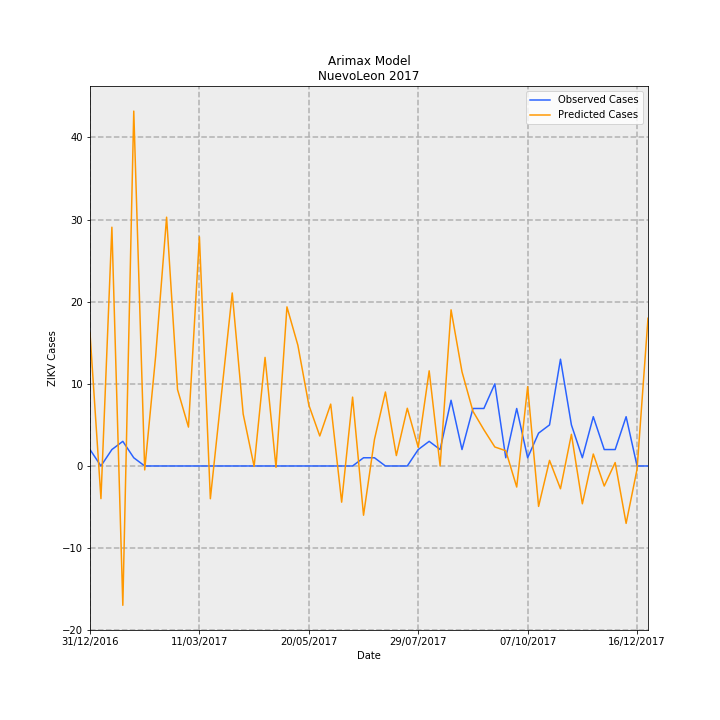 Arimax Model
NuevoLeon 2017
Observed Cases
Predicted Cases
ZIKV Cases
40
30
20
10
0
−10
−20
31/12/2016
11/03/2017
20/05/2017
29/07/2017
07/10/2017
16/12/2017
Date